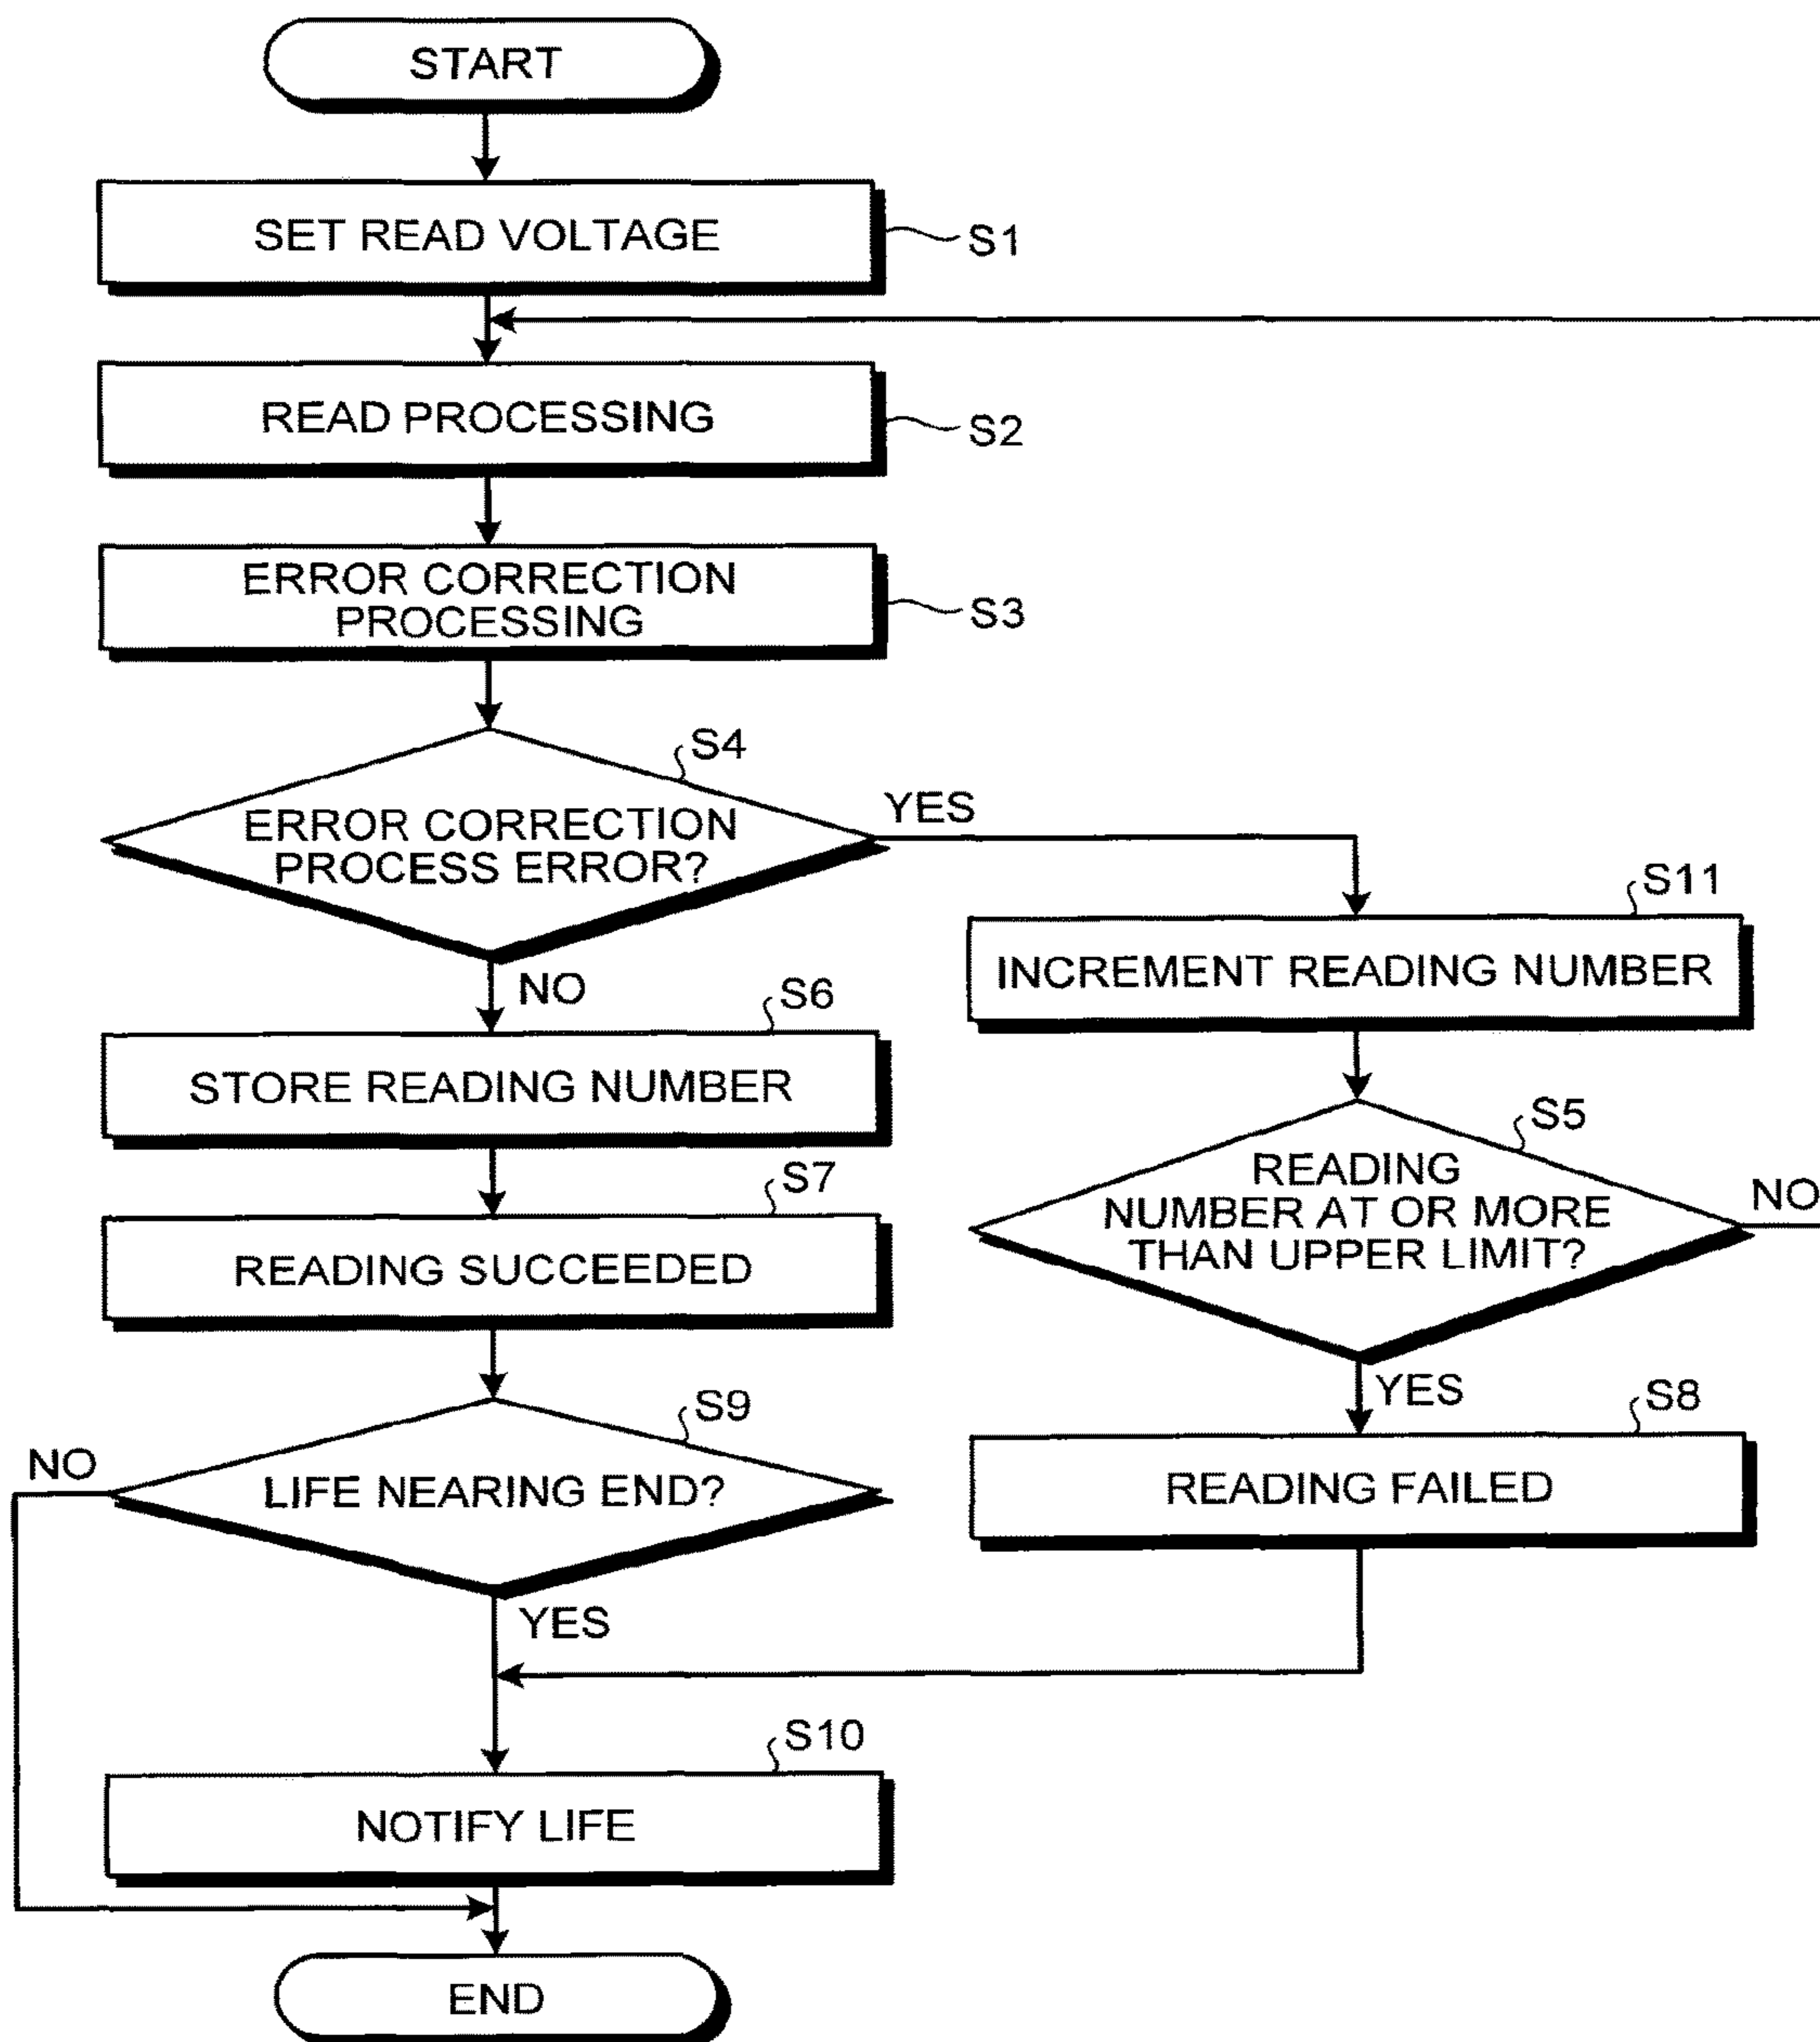 START
SET READ VOLTAGE
S1
READ PROCESSING
S2
ERROR CORRECTION
PROCESSING
S3
S4
ERROR CORRECTION
PROCESS ERROR?
YES
NO
S11
INCREMENT READING NUMBER
S6
STORE READING NUMBER
S5
READING
NUMBER AT OR MORE
THAN UPPER LIMIT?
NO
YES
S7
READING SUCCEEDED
S8
READING FAILED
S9
LIFE NEARING END?
NO
YES
S10
NOTIFY LIFE
END